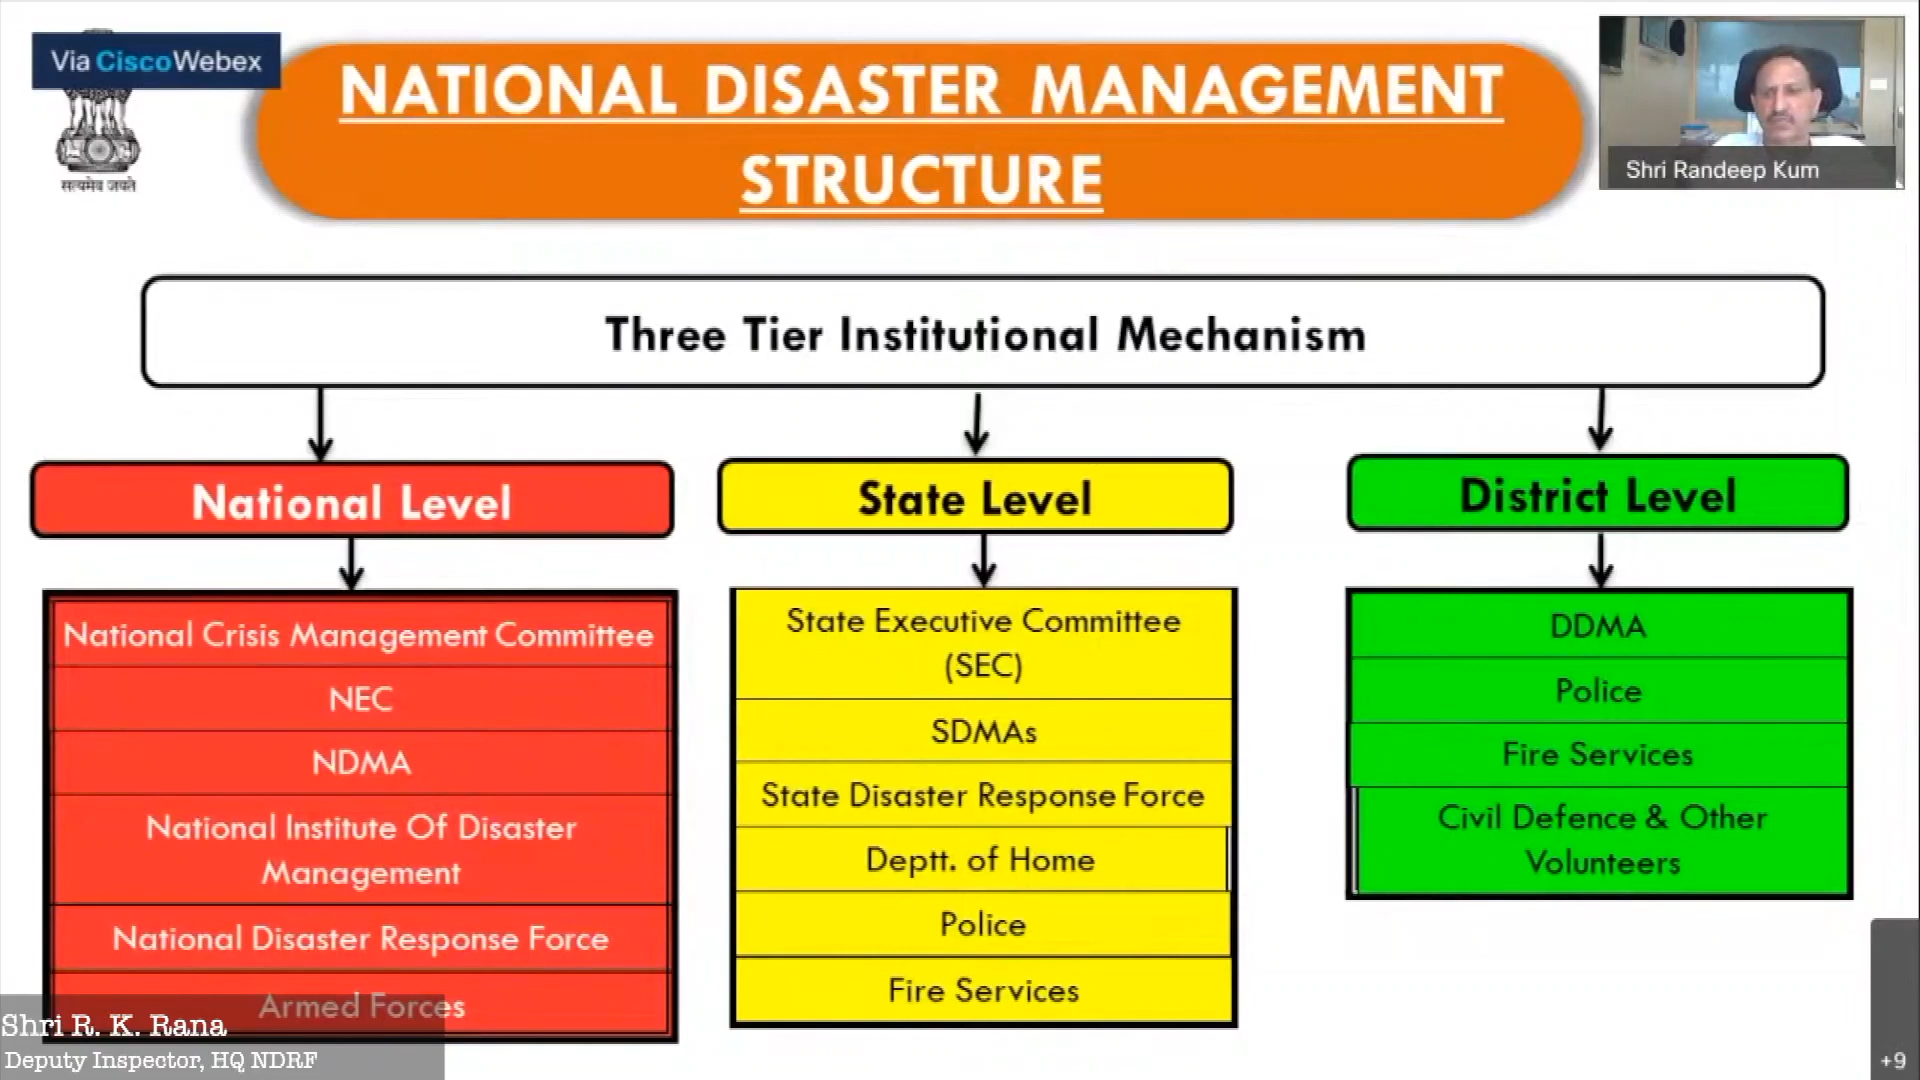 Via CiscoWebex
सत्यमेव जयते
NATIONAL DISASTER MANAGEMENT
STRUCTURE
Shri Randeep Kum
Three Tier Institutional Mechanism
National Level
State Level
District Level
National Crisis Management Committee
NEC
NDMA
National Institute Of Disaster
Management
National Disaster Response Force
Armed Forces
State Executive Committee
(SEC)
SDMAs
State Disaster Response Force
Deptt. of Home
Police
Fire Services
DDMA
Police
Fire Services
Civil Defence & Other
Volunteers
Shri R. K. Rana
Deputy Inspector, HQ NDRF
+9